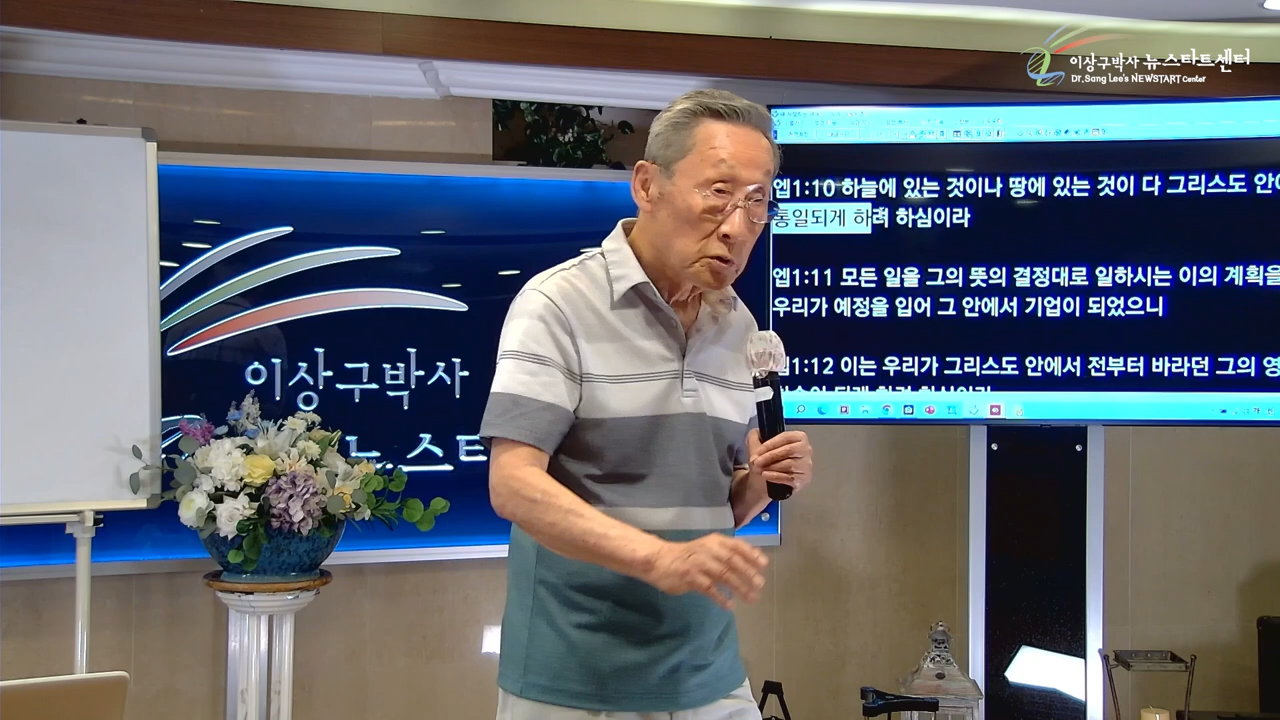 이상구박사 뉴스타트센터
Dr. Sang Lee's NEWSTART Center
엡1:10 하늘에 있는 것이나 땅에 있는 것이 다 그리스도 안에
통일되게 하려 하심이라
엡1:11 모든 일을 그의 뜻의 결정대로 일하시는 이의 계획을
우리가 예정을 입어 그 안에서 기업이 되었으니
엡1:12 이는 우리가 그리스도 안에서 전부터 바라던 그의 영
이상구박사
뉴스타